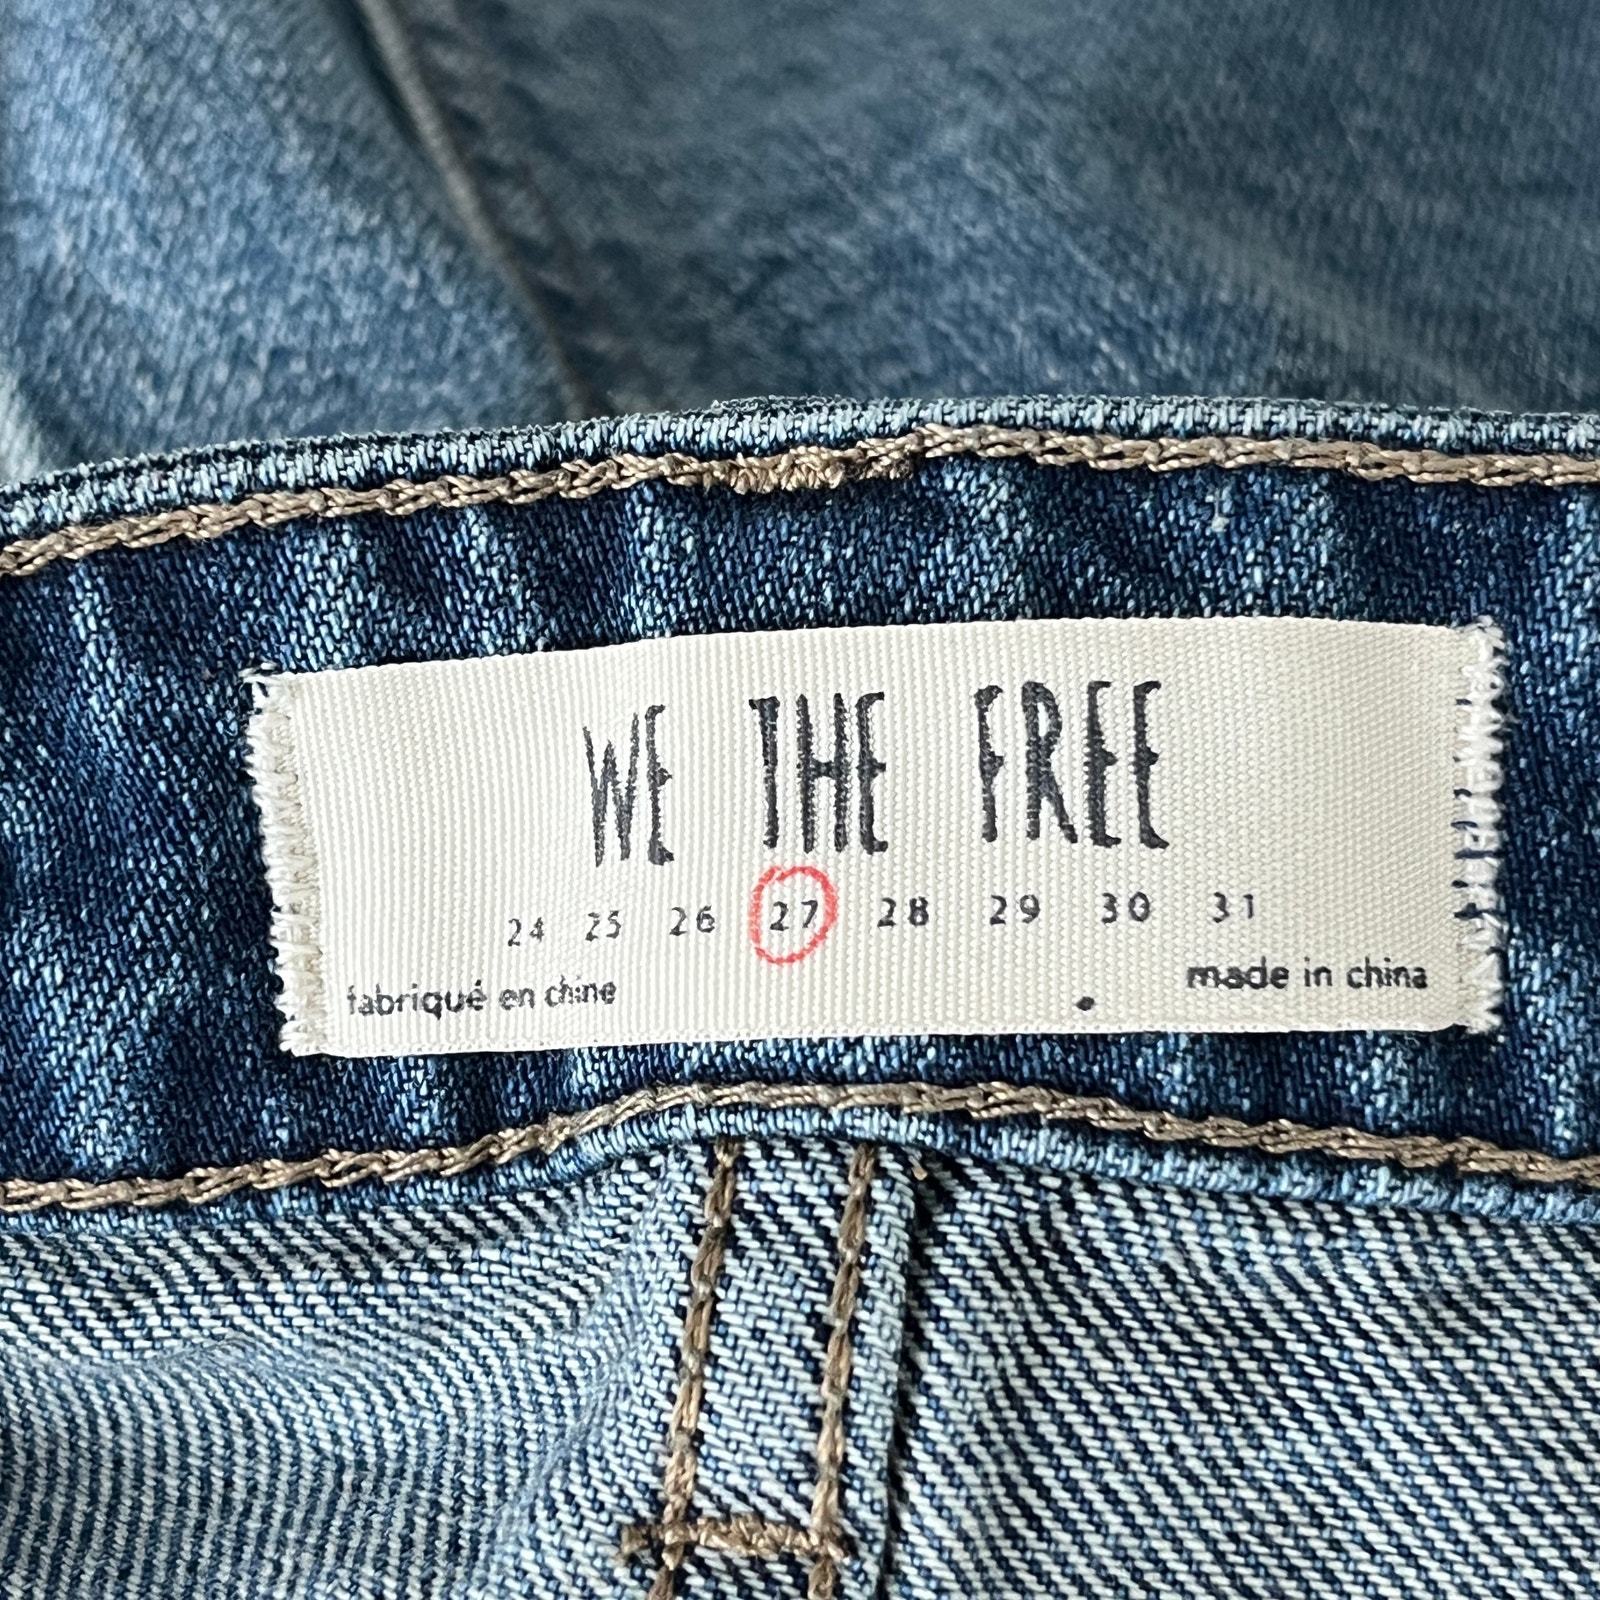 WE THE FREE
24 25 26 27 28 29 30 31
fabriqué en chine made in china